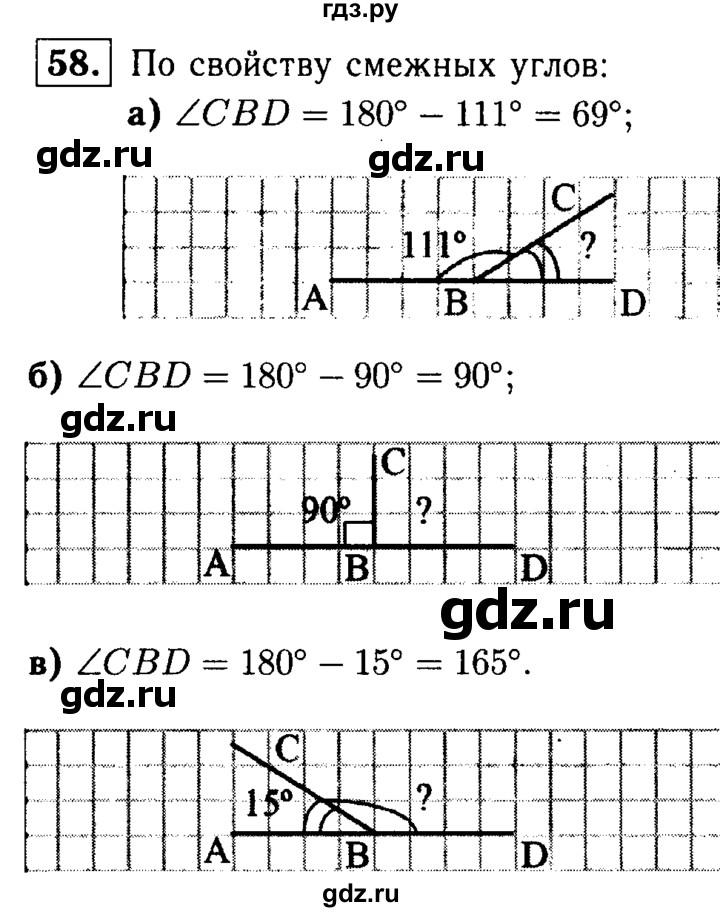 гдз.ру
58. По свойству смежных углов:
а) ∠CBD = 180° − 111° = 69°;
gdz.ru gdz.ru
C
111° ?
A B D
б) ∠CBD = 180° − 90° = 90°;
gdz.ru
C
90° ?
A B D
gdz.ru
в) ∠CBD = 180° − 15° = 165°.
gdz.ru
C
15° ?
A B D
gdz.ru